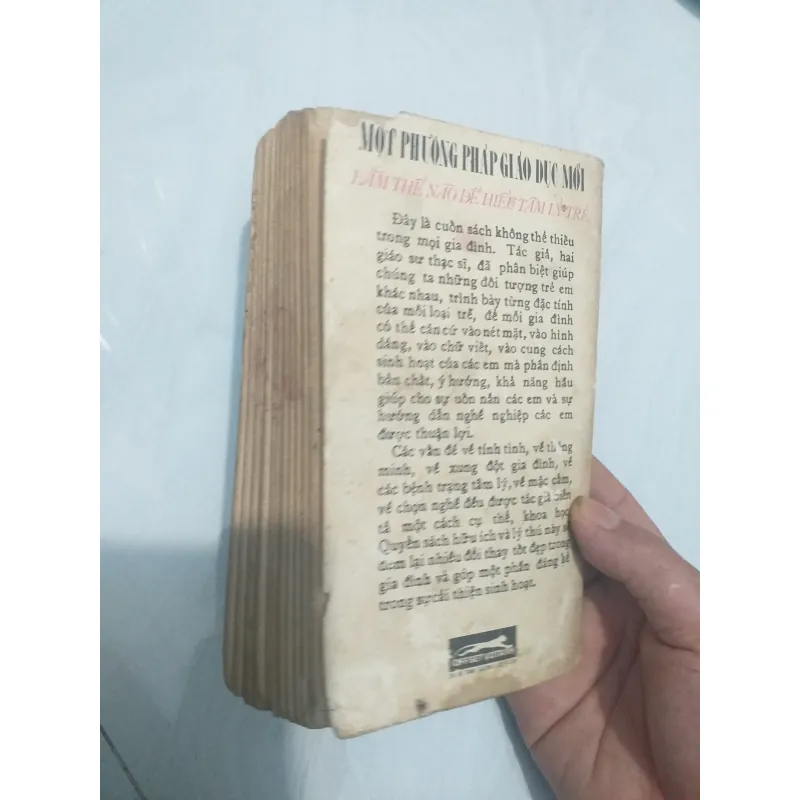 MỘT PHƯƠNG PHÁP GIÁO DỤC MỚI
LÀM THẾ NÀO ĐỂ HIỂU TÂM LÝ TRẺ
Đây là cuốn sách không thể thiếu
trong mọi gia đình. Tác giả, hai
giáo sư thạc sĩ, đã phân biệt giúp
chúng ta những đối tượng trẻ em
khác nhau, trình bày từng đặc tính
của mỗi loại trẻ, để mỗi gia đình
có thể căn cứ vào nét mặt, vào hình
dáng, vào chữ viết, vào cung cách
sinh hoạt của các em mà phân định
bản chất, ý hướng, khả năng hầu
giúp cho sự uốn nắn các em và sự
hướng dẫn nghề nghiệp các em
được thuận lợi.
Các vấn đề về tính tình, về thông
minh, về xung đột gia đình, về
các bệnh trạng tâm lý, về mặc cảm,
về chọn nghề đều được tác giả diễn
tả một cách cụ thể, khoa học.
Quyển sách hữu ích và lý thú này sẽ
đem lại nhiều đổi thay tốt đẹp trong
gia đình và góp một phần đáng kể
trong sự cải thiện sinh hoạt.
OFFSET